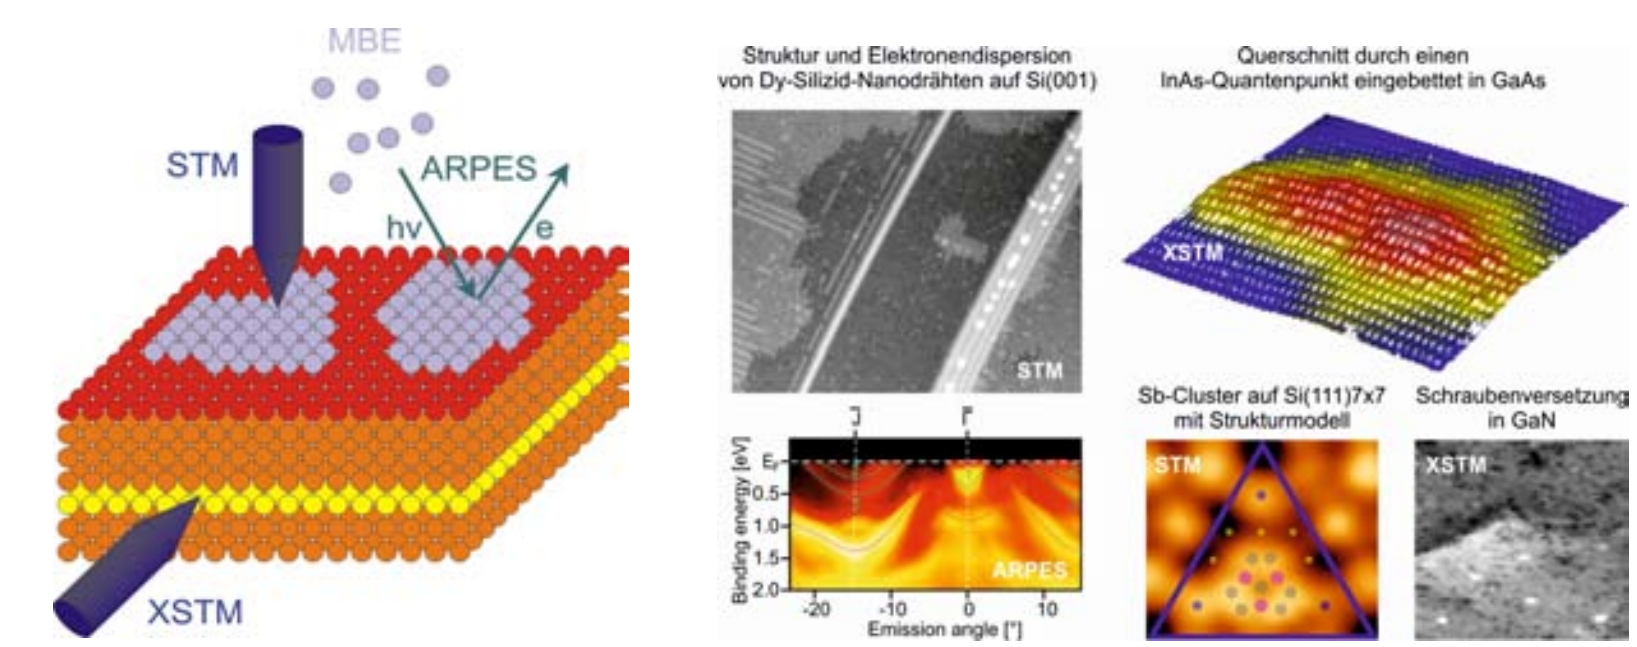 MBE
STM
ARPES
hν
e
XSTM
Struktur und Elektronendispersion
von Dy-Silizid-Nanodrähten auf Si(001)
STM
Γ
Binding energy [eV]
E
0.5
1.0
1.5
2.0
ARPES
-20
-10
0
10
Emission angle [°]
Querschnitt durch einen
InAs-Quantenpunkt eingebettet in GaAs
XSTM
Sb-Cluster auf Si(111)7x7
mit Strukturmodell
STM
Schraubenversetzung
in GaN
XSTM